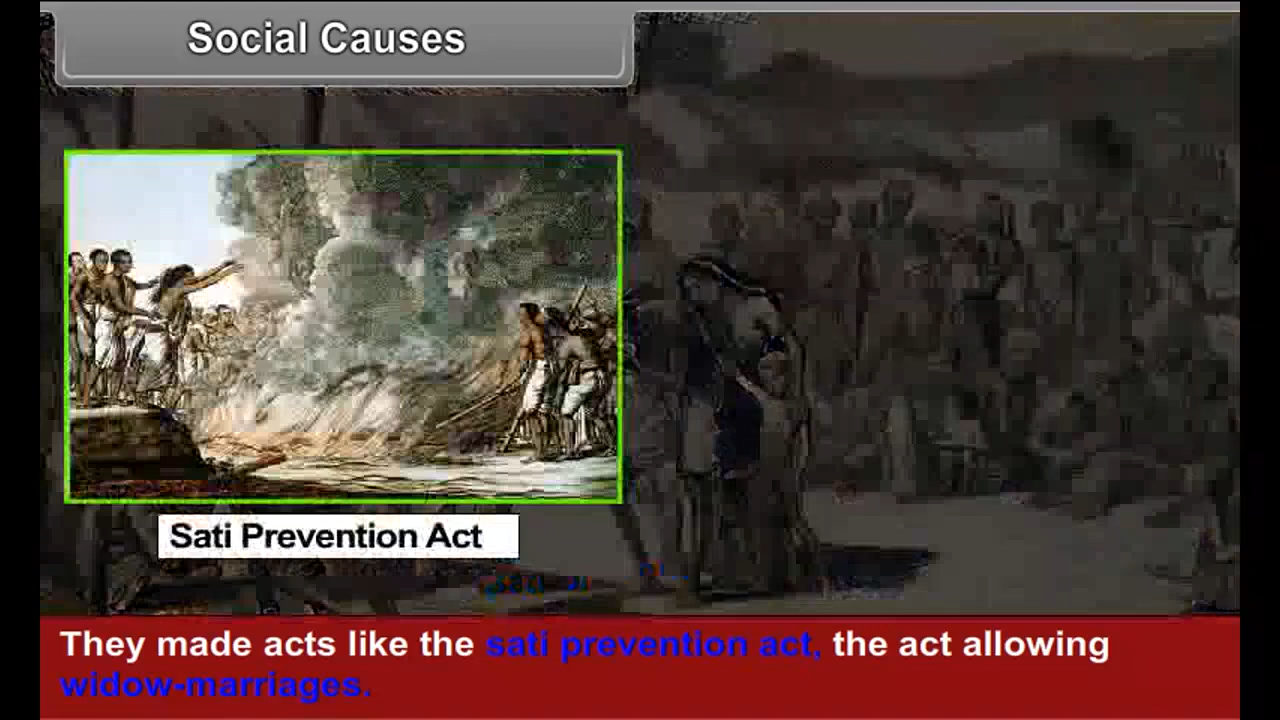 Social Causes
Sati Prevention Act
They made acts like the sati prevention act, the act allowing
widow-marriages.